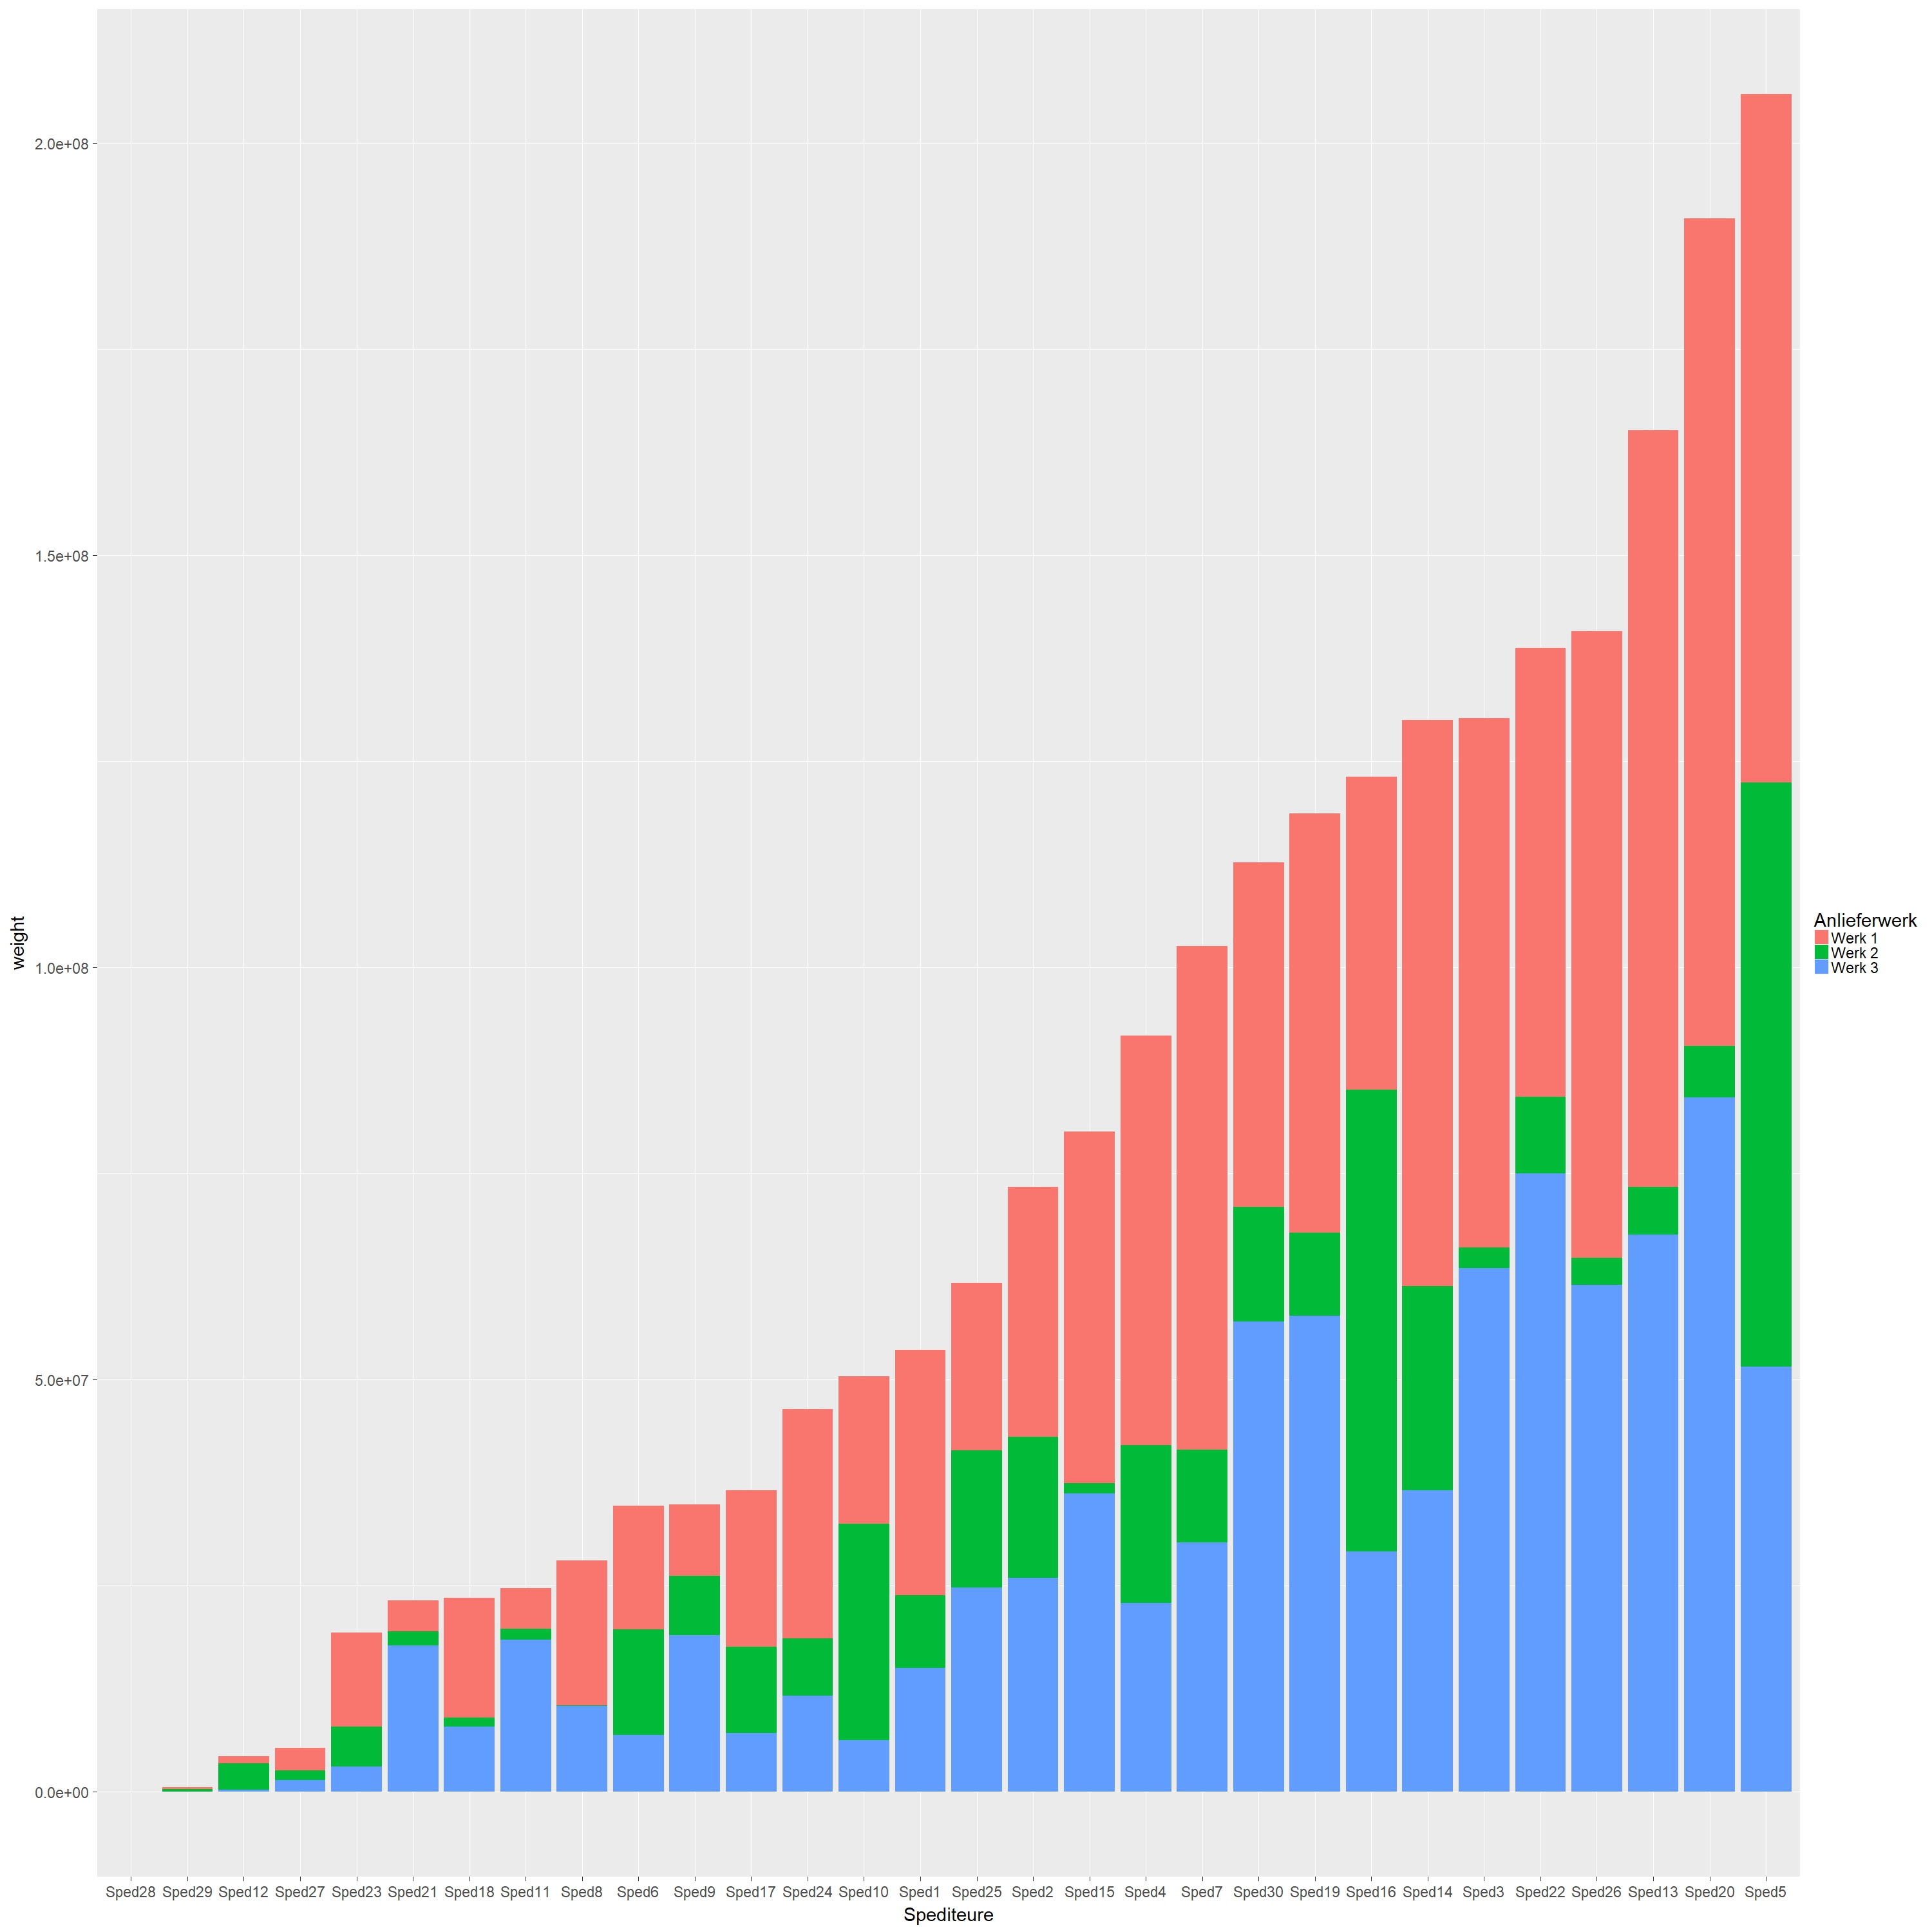 2.0e+08
1.5e+08
1.0e+08
5.0e+07
0.0e+00
weight
Sped28 Sped29 Sped12 Sped27 Sped23 Sped21 Sped18 Sped11 Sped8 Sped6 Sped9 Sped17 Sped24 Sped10 Sped1 Sped25 Sped2 Sped15 Sped4 Sped7 Sped30 Sped19 Sped16 Sped14 Sped3 Sped22 Sped26 Sped13 Sped20 Sped5
Spediteure
Anlieferwerk
Werk 1
Werk 2
Werk 3